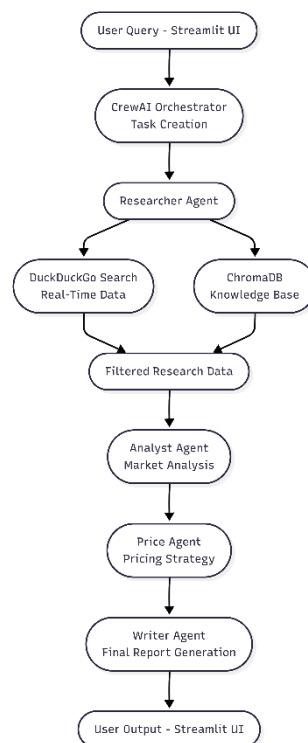 User Query - Streamlit UI
CrewAI Orchestrator
Task Creation
Researcher Agent
DuckDuckGo Search
Real-Time Data
ChromaDB
Knowledge Base
Filtered Research Data
Analyst Agent
Market Analysis
Price Agent
Pricing Strategy
Writer Agent
Final Report Generation
User Output - Streamlit UI